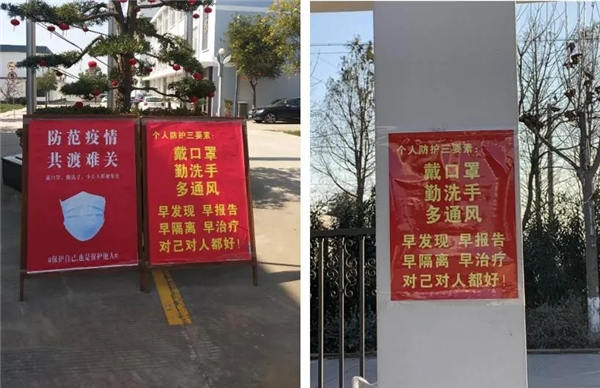 防范疫情
共渡难关
保护自己,也是保护他人
个人防护三要素：
戴口罩
勤洗手
多通风
早发现 早报告
早隔离 早治疗
对己对人都好！
个人防护三要素：
戴口罩
勤洗手
多通风
早发现 早报告
早隔离 早治疗
对己对人都好！